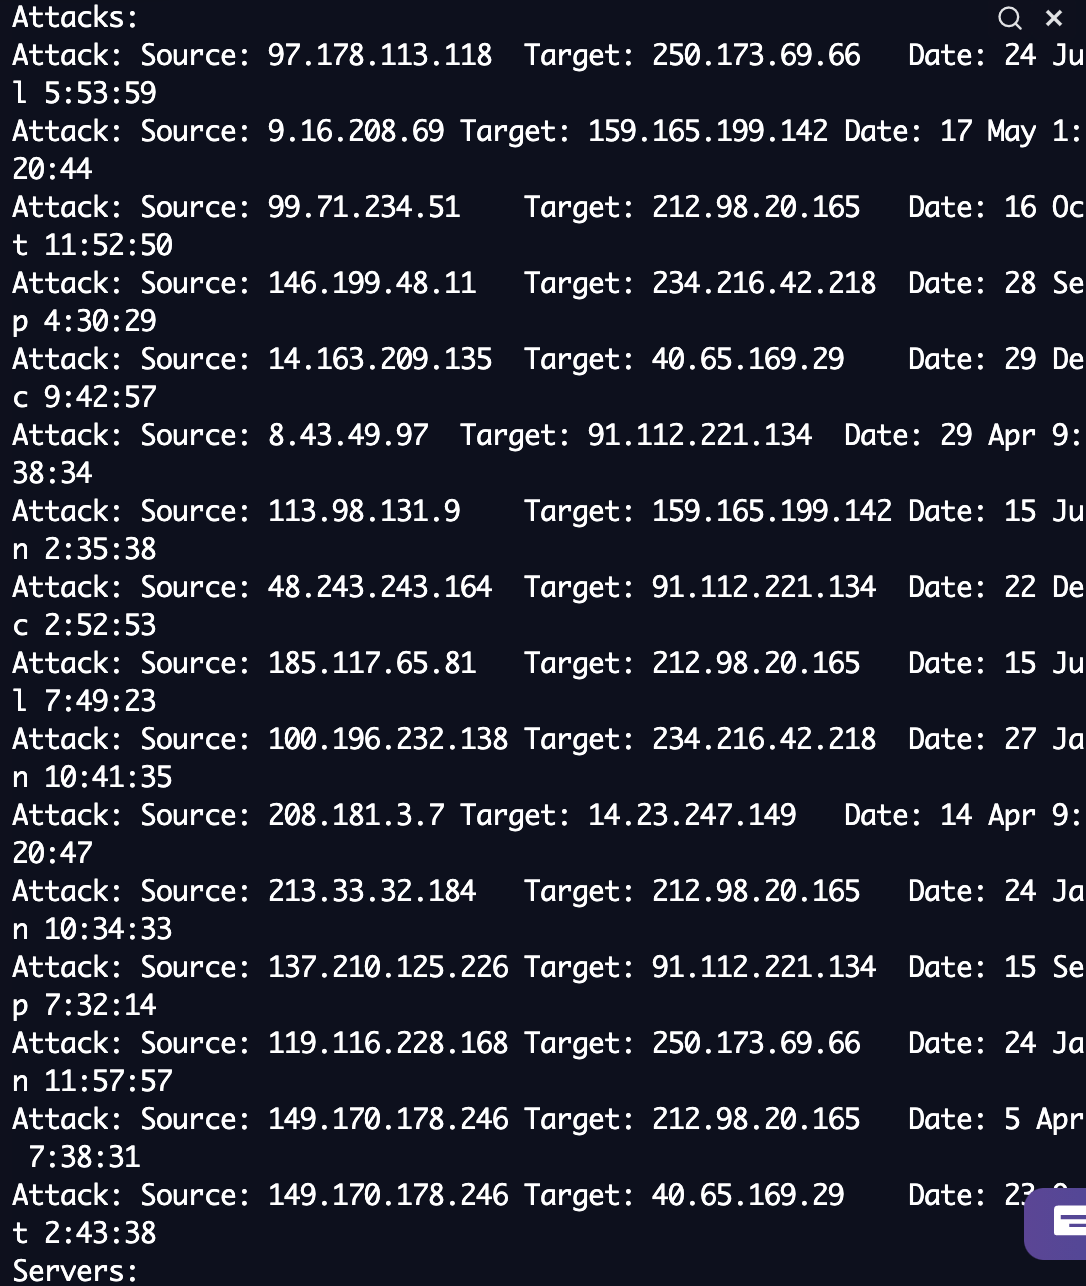 Attacks:
Attack: Source: 97.178.113.118  Target: 250.173.69.66   Date: 24 Ju
l 5:53:59
Attack: Source: 9.16.208.69 Target: 159.165.199.142 Date: 17 May 1:
20:44
Attack: Source: 99.71.234.51    Target: 212.98.20.165   Date: 16 Oc
t 11:52:50
Attack: Source: 146.199.48.11   Target: 234.216.42.218  Date: 28 Se
p 4:30:29
Attack: Source: 14.163.209.135  Target: 40.65.169.29    Date: 29 De
c 9:42:57
Attack: Source: 8.43.49.97  Target: 91.112.221.134  Date: 29 Apr 9:
38:34
Attack: Source: 113.98.131.9    Target: 159.165.199.142 Date: 15 Ju
n 2:35:38
Attack: Source: 48.243.243.164  Target: 91.112.221.134  Date: 22 De
c 2:52:53
Attack: Source: 185.117.65.81   Target: 212.98.20.165   Date: 15 Ju
l 7:49:23
Attack: Source: 100.196.232.138 Target: 234.216.42.218  Date: 27 Ja
n 10:41:35
Attack: Source: 208.181.3.7 Target: 14.23.247.149   Date: 14 Apr 9:
20:47
Attack: Source: 213.33.32.184   Target: 212.98.20.165   Date: 24 Ja
n 10:34:33
Attack: Source: 137.210.125.226 Target: 91.112.221.134  Date: 15 Se
p 7:32:14
Attack: Source: 119.116.228.168 Target: 250.173.69.66   Date: 24 Ja
n 11:57:57
Attack: Source: 149.170.178.246 Target: 212.98.20.165   Date: 5 Apr
 7:38:31
Attack: Source: 149.170.178.246 Target: 40.65.169.29    Date: 23
t 2:43:38
Servers: